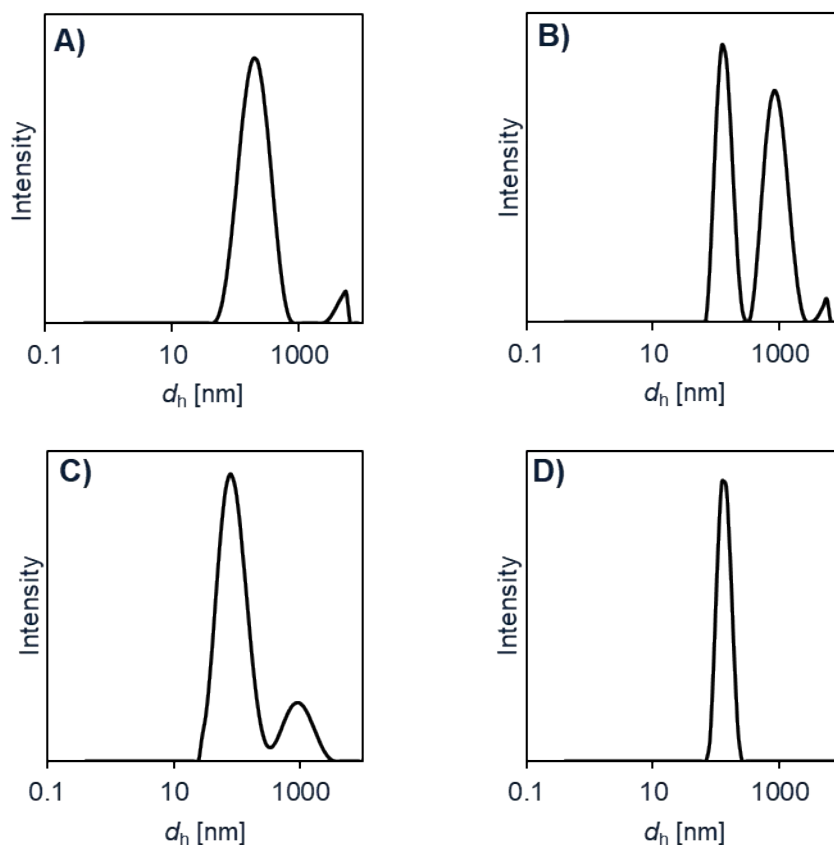 A)
Intensity
0.1 10 1000
dh [nm]
B)
Intensity
0.1 10 1000
dh [nm]
C)
Intensity
0.1 10 1000
dh [nm]
D)
Intensity
0.1 10 1000
dh [nm]